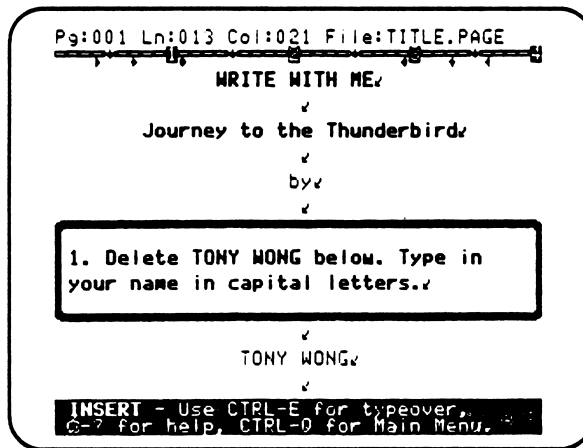 Pg:001 Ln:013 Col:021 File:TITLE.PAGE
WRITE WITH ME
Journey to the Thunderbird
by
1. Delete TONY WONG below. Type in
your name in capital letters.
TONY WONG
INSERT - Use CTRL-E for typeover,
@-? for help, CTRL-Q for Main Menu.